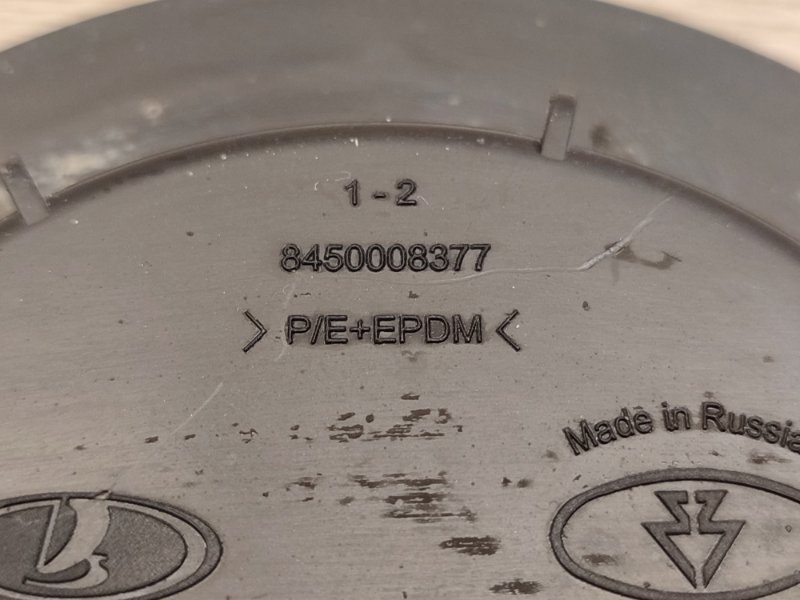 1-2
8450008377
>P/E+EPDM<
Made in Russia